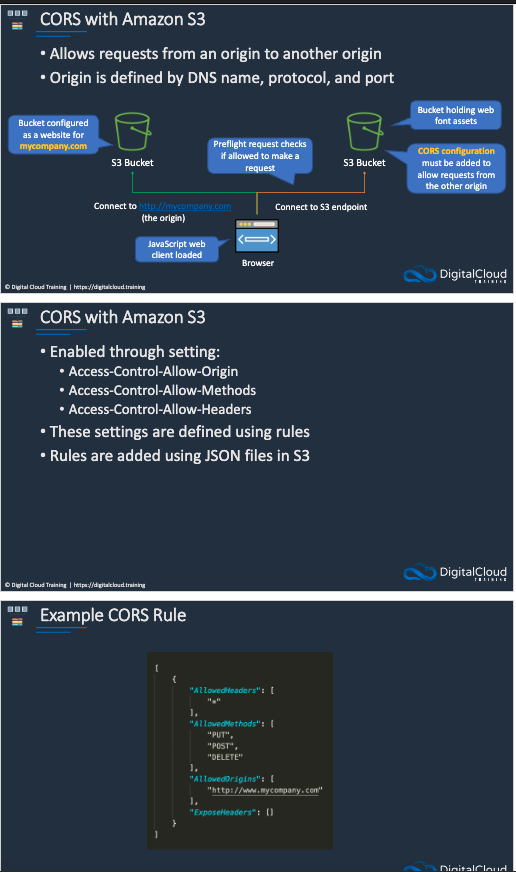 CORS with Amazon S3
• Allows requests from an origin to another origin
• Origin is defined by DNS name, protocol, and port
Bucket configured
as a website for
mycompany.com
S3 Bucket
Preflight request checks
if allowed to make a
request
S3 Bucket
Bucket holding web
font assets
CORS configuration
must be added to
allow requests from
the other origin
Connect to http://mycpmpany.com
(the origin)
Connect to S3 endpoint
JavaScript web
client loaded
Browser
© Digital Cloud Training | https://digitalcloud.training
DigitalCloud
TRAINING
CORS with Amazon S3
• Enabled through setting:
• Access-Control-Allow-Origin
• Access-Control-Allow-Methods
• Access-Control-Allow-Headers
• These settings are defined using rules
• Rules are added using JSON files in S3
© Digital Cloud Training | https://digitalcloud.training
DigitalCloud
TRAINING
Example CORS Rule
[
{
"AllowedHeaders": [
"*"
],
"AllowedMethods": [
"PUT",
"POST",
"DELETE"
],
"AllowedOrigins": [
"http://www.mycompany.com"
],
"ExposeHeaders": []
}
]
DigitalCloud